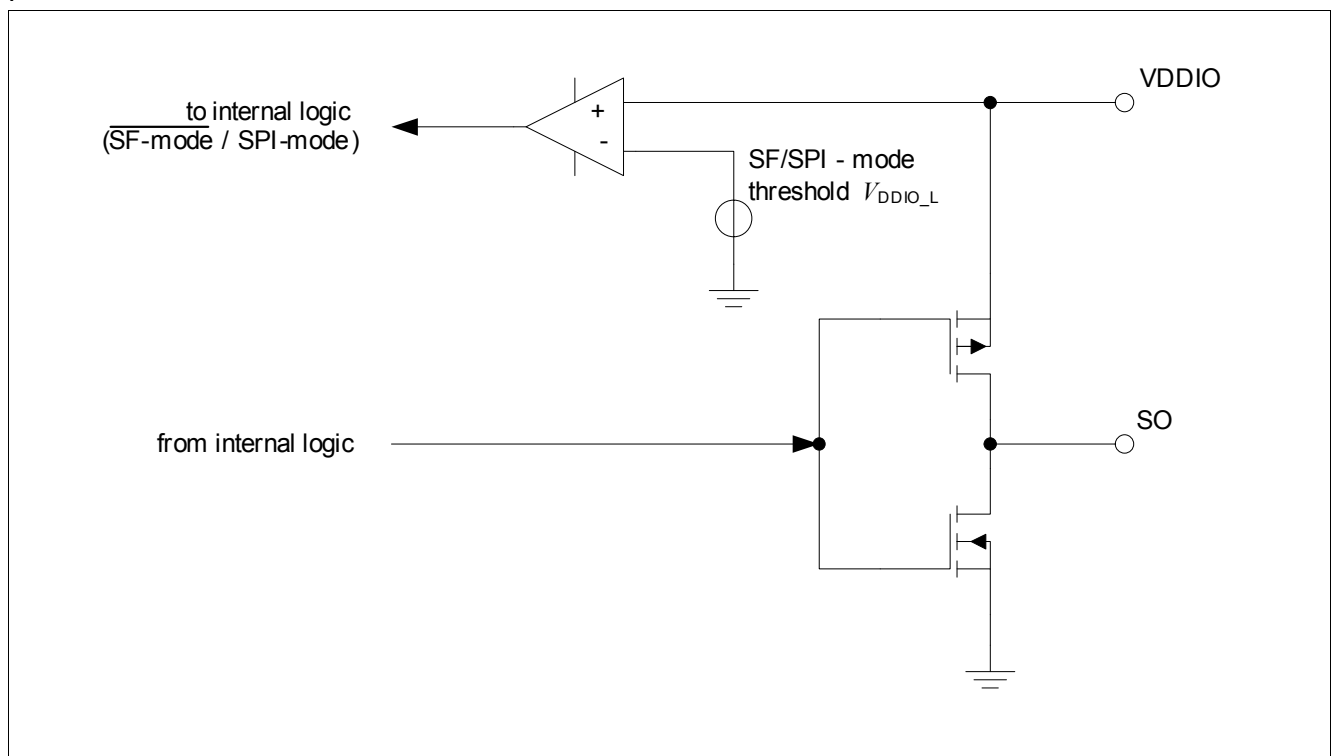 VDDIO
to internal logic
(SF-mode / SPI-mode)
+
-
SF/SPI - mode
threshold VDDIO_L
SO
from internal logic